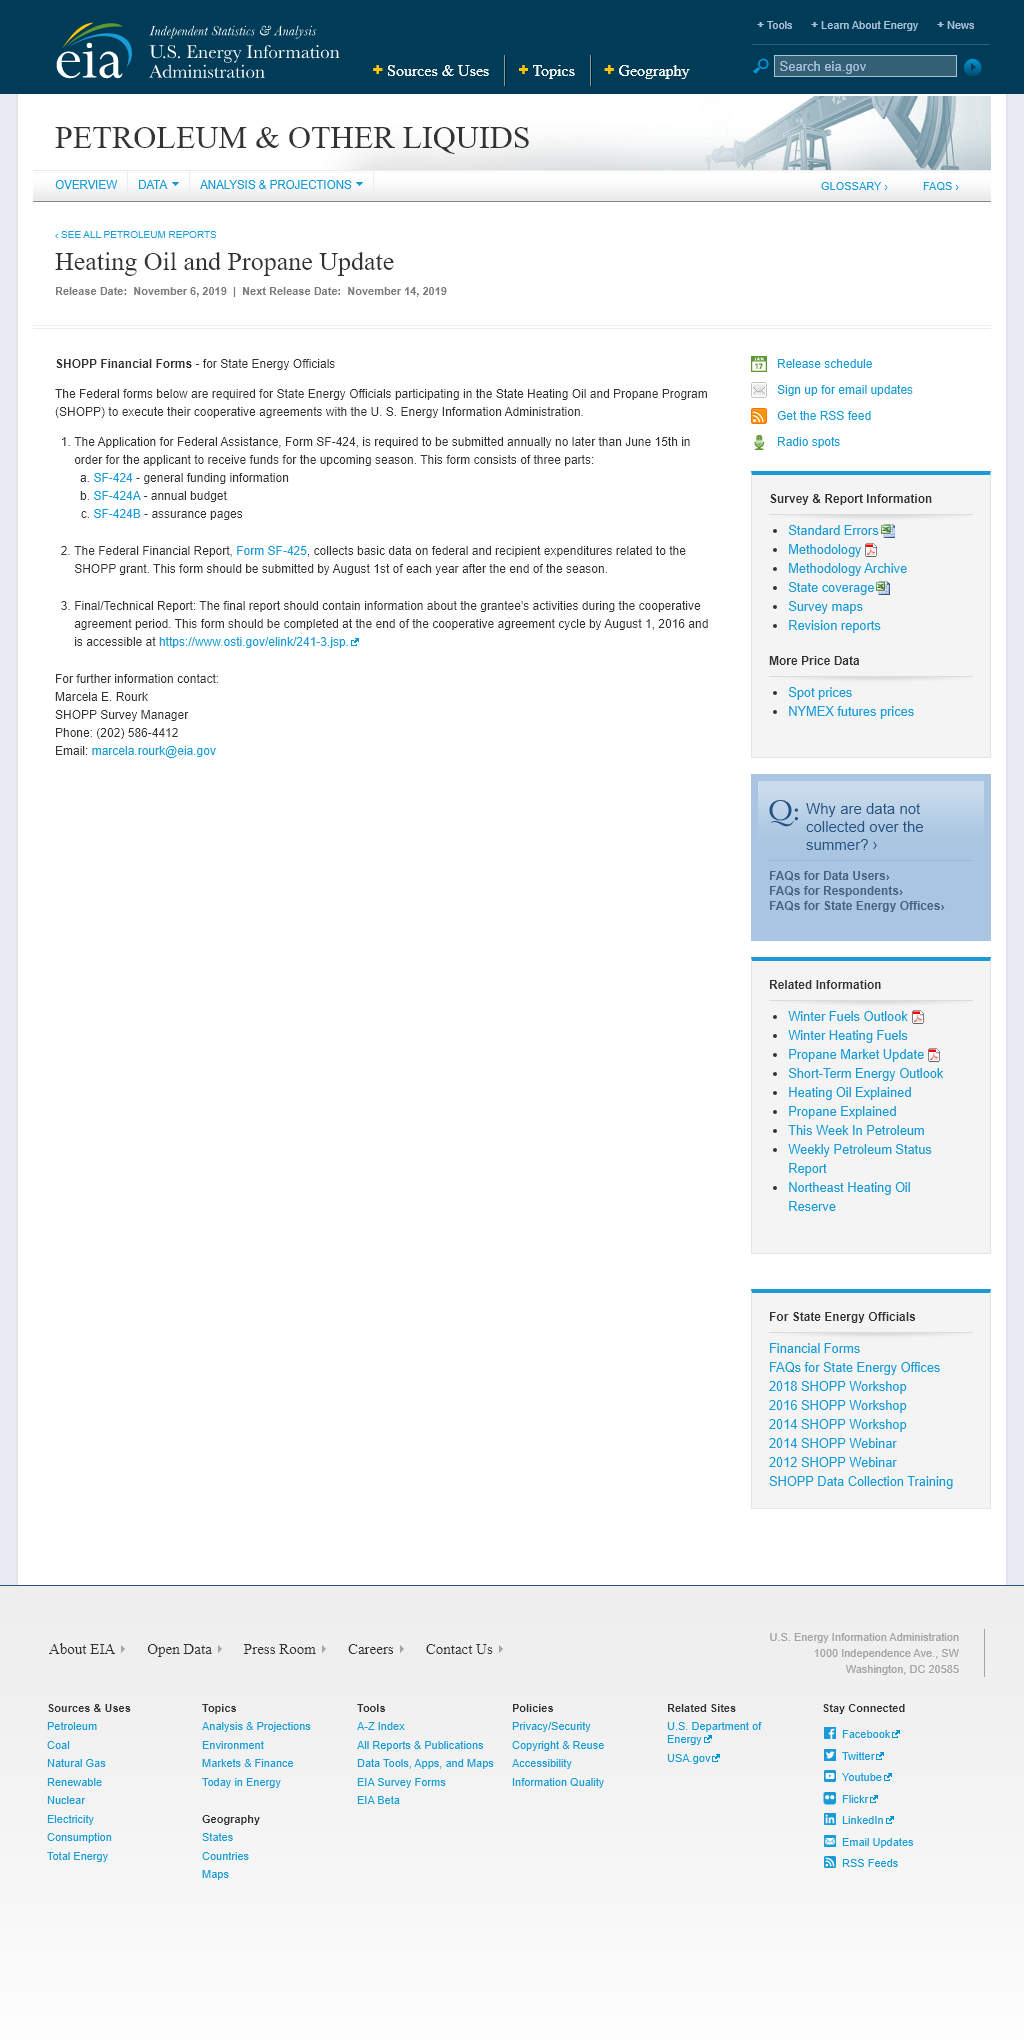 eia
Independent Statistics & Analysis
U.S. Energy Information
Administration
+ Sources & Uses
+ Topics
+ Geography
+ Tools
+ Learn About Energy
+ News
Search eia.gov
PETROLEUM & OTHER LIQUIDS
OVERVIEW
DATA
ANALYSIS & PROJECTIONS
GLOSSARY ›
FAQS ›
‹ SEE ALL PETROLEUM REPORTS
Heating Oil and Propane Update
Release Date: November 6, 2019 | Next Release Date: November 14, 2019
SHOPP Financial Forms - for State Energy Officials
The Federal forms below are required for State Energy Officials participating in the State Heating Oil and Propane Program
(SHOPP) to execute their cooperative agreements with the U. S. Energy Information Administration.
1. The Application for Federal Assistance, Form SF-424, is required to be submitted annually no later than June 15th in
order for the applicant to receive funds for the upcoming season. This form consists of three parts:
a. SF-424 - general funding information
b. SF-424A - annual budget
c. SF-424B - assurance pages
2. The Federal Financial Report, Form SF-425, collects basic data on federal and recipient expenditures related to the
SHOPP grant. This form should be submitted by August 1st of each year after the end of the season.
3. Final/Technical Report: The final report should contain information about the grantee's activities during the cooperative
agreement period. This form should be completed at the end of the cooperative agreement cycle by August 1, 2016 and
is accessible at https://www.osti.gov/elink/241-3.jsp.
For further information contact:
Marcela E. Rourk
SHOPP Survey Manager
Phone: (202) 586-4412
Email: marcela.rourk@eia.gov
JAN
17
Release schedule
Sign up for email updates
Get the RSS feed
Radio spots
Survey & Report Information
• Standard Errors
• Methodology
• Methodology Archive
• State coverage
• Survey maps
• Revision reports
More Price Data
• Spot prices
• NYMEX futures prices
Q: Why are data not
collected over the
summer? ›
FAQs for Data Users›
FAQs for Respondents›
FAQs for State Energy Offices›
Related Information
• Winter Fuels Outlook
• Winter Heating Fuels
• Propane Market Update
• Short-Term Energy Outlook
• Heating Oil Explained
• Propane Explained
• This Week In Petroleum
• Weekly Petroleum Status
Report
• Northeast Heating Oil
Reserve
For State Energy Officials
Financial Forms
FAQs for State Energy Offices
2018 SHOPP Workshop
2016 SHOPP Workshop
2014 SHOPP Workshop
2014 SHOPP Webinar
2012 SHOPP Webinar
SHOPP Data Collection Training
About EIA
Open Data
Press Room
Careers
Contact Us
U.S. Energy Information Administration
1000 Independence Ave., SW
Washington, DC 20585
Sources & Uses
Petroleum
Coal
Natural Gas
Renewable
Nuclear
Electricity
Consumption
Total Energy
Topics
Analysis & Projections
Environment
Markets & Finance
Today in Energy
Geography
States
Countries
Maps
Tools
A-Z Index
All Reports & Publications
Data Tools, Apps, and Maps
EIA Survey Forms
EIA Beta
Policies
Privacy/Security
Copyright & Reuse
Accessibility
Information Quality
Related Sites
U.S. Department of
Energy
USA.gov
Stay Connected
Facebook
Twitter
Youtube
Flickr
LinkedIn
Email Updates
RSS Feeds